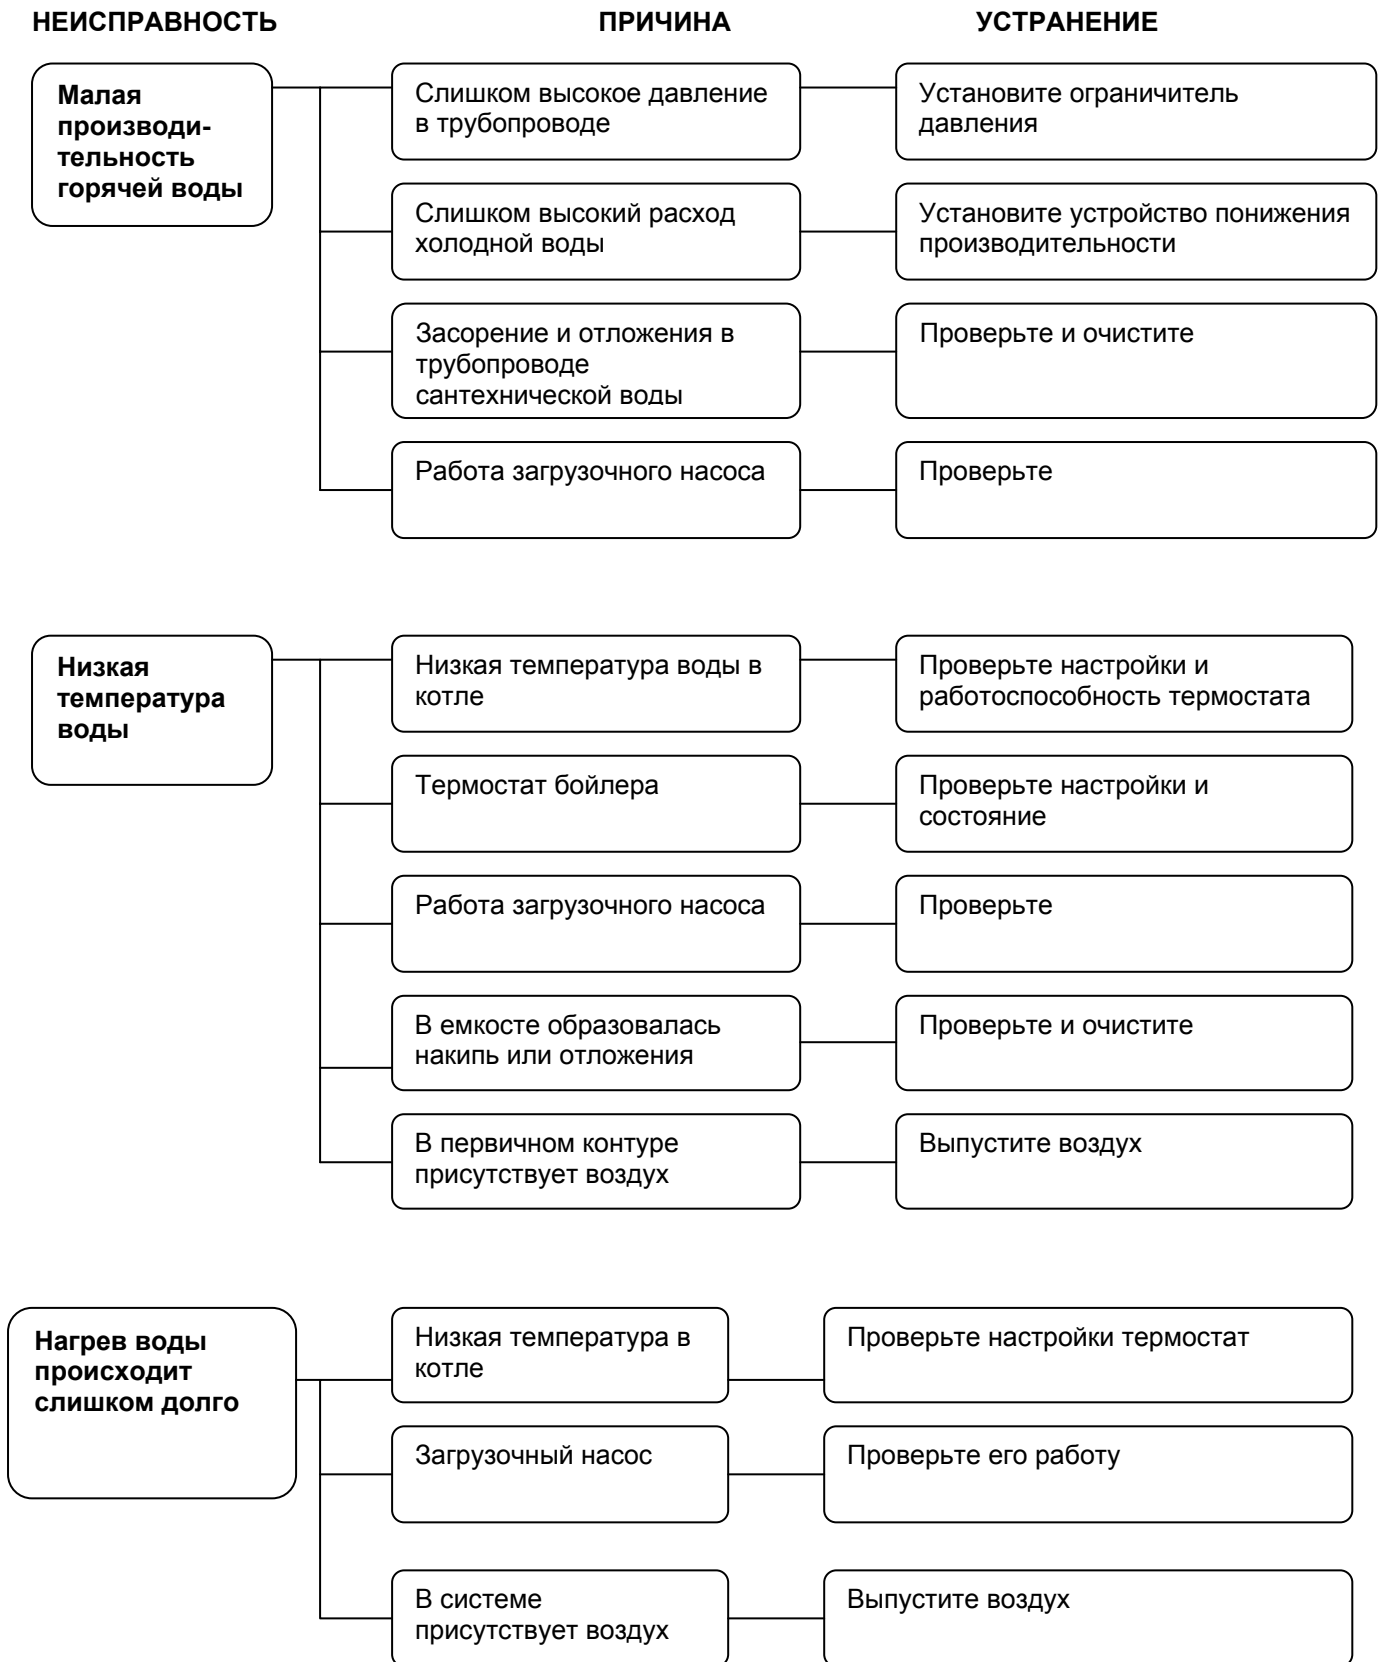 НЕИСПРАВНОСТЬ ПРИЧИНА УСТРАНЕНИЕ
Малая
производи-
тельность
горячей воды
Слишком высокое давление
в трубопроводе
Установите ограничитель
давления
Слишком высокий расход
холодной воды
Установите устройство понижения
производительности
Засорение и отложения в
трубопроводе
сантехнической воды
Проверьте и очистите
Работа загрузочного насоса
Проверьте
Низкая
температура
воды
Низкая температура воды в
котле
Проверьте настройки и
работоспособность термостата
Термостат бойлера
Проверьте настройки и
состояние
Работа загрузочного насоса
Проверьте
В емкосте образовалась
накипь или отложения
Проверьте и очистите
В первичном контуре
присутствует воздух
Выпустите воздух
Нагрев воды
происходит
слишком долго
Низкая температура в
котле
Проверьте настройки термостат
Загрузочный насос
Проверьте его работу
В системе
присутствует воздух
Выпустите воздух